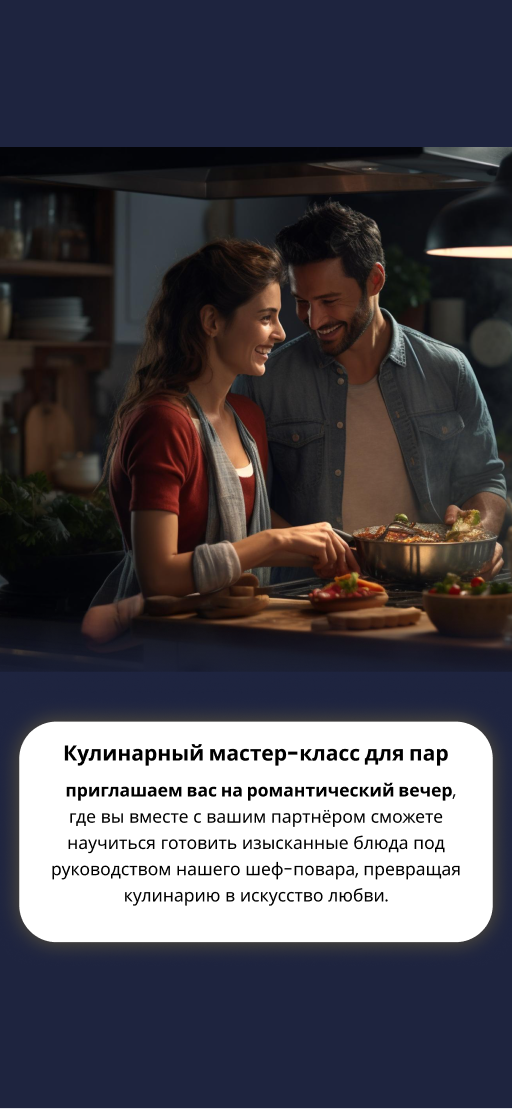 Кулинарный мастер-класс для пар
приглашаем вас на романтический вечер,
где вы вместе с вашим партнёром сможете
научиться готовить изысканные блюда под
руководством нашего шеф-повара, превращая
кулинарию в искусство любви.